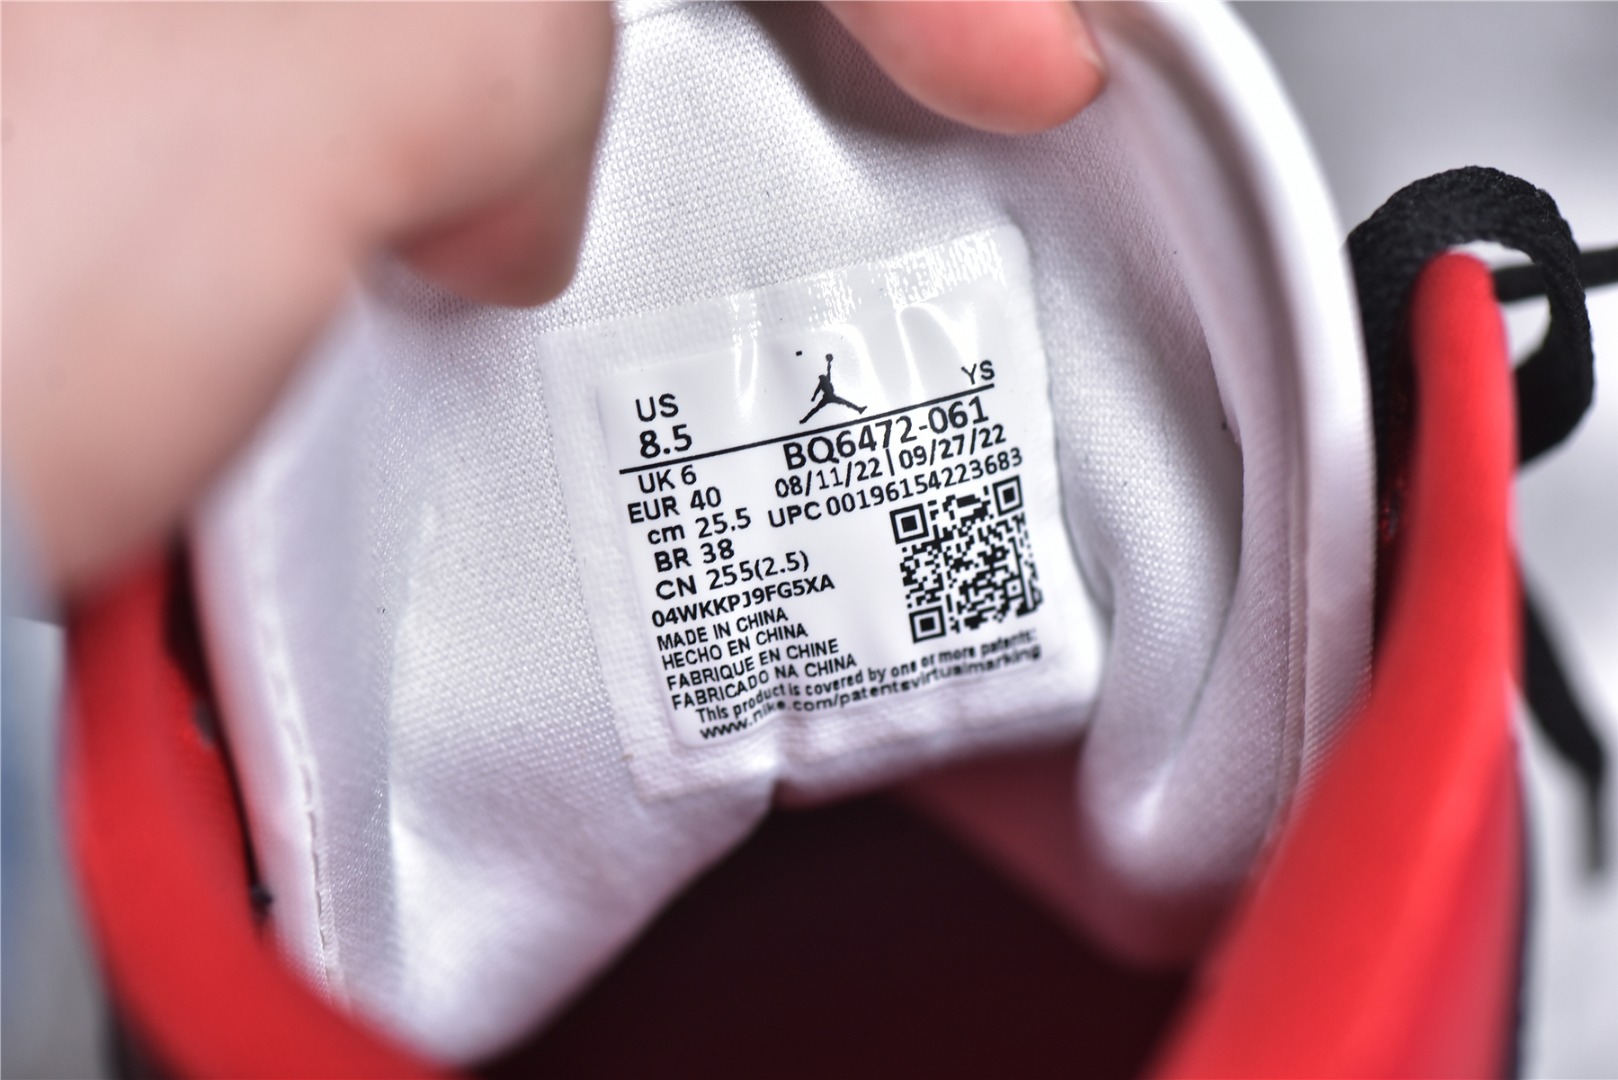 US
8.5
YS
BQ6472-061
08/11/22 | 09/27/22
UPC 00196154223683
UK 6
EUR 40
cm 25.5
BR 38
CN 255(2.5)
04WKKPJ9FG5XA
MADE IN CHINA
HECHO EN CHINA
FABRIQUE EN CHINE
FABRICADO NA CHINA
This product is covered by one or more patents:
www.nike.com/patentsvirtualmarking